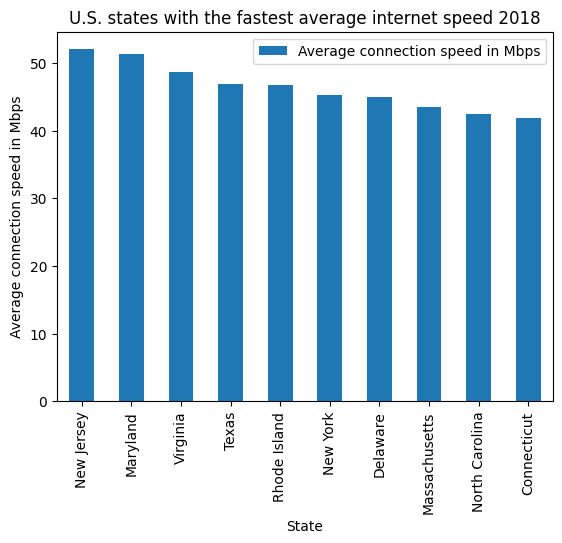 U.S. states with the fastest average internet speed 2018
Average connection speed in Mbps
Average connection speed in Mbps
50
40
30
20
10
0
New Jersey
Maryland
Virginia
Texas
Rhode Island
New York
Delaware
Massachusetts
North Carolina
Connecticut
State